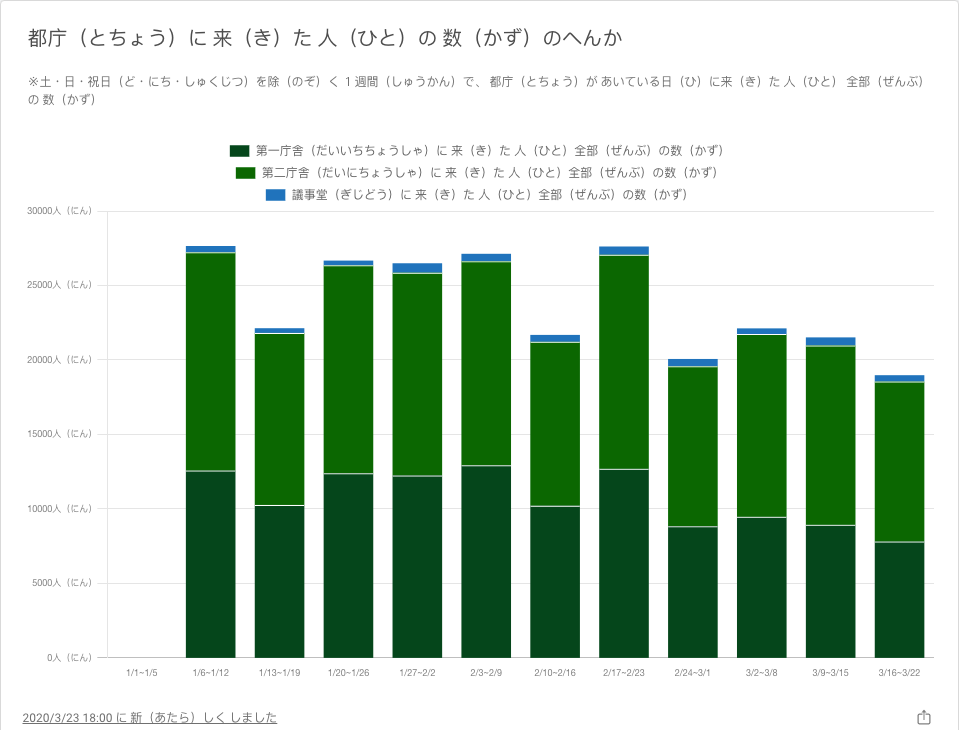 都庁（とちょう）に 来（き）た 人（ひと）の 数（かず）のへんか
※土・日・祝日（ど・にち・しゅくじつ）を除（のぞ）く 1 週間（しゅうかん）で、 都庁（とちょう）が あいている日（ひ）に来（き）た 人（ひと） 全部（ぜんぶ）
の 数（かず）
第一庁舎（だいいちちょうしゃ）に 来（き）た 人（ひと）全部（ぜんぶ）の数（かず）
第二庁舎（だいにちょうしゃ）に 来（き）た 人（ひと）全部（ぜんぶ）の数（かず）
議事堂（ぎじどう）に 来（き）た 人（ひと）全部（ぜんぶ）の数（かず）
30000人（にん）
25000人（にん）
20000人（にん）
15000人（にん）
10000人（にん）
5000人（にん）
0人（にん）
1/1~1/5 1/6~1/12 1/13~1/19 1/20~1/26 1/27~2/2 2/3~2/9 2/10~2/16 2/17~2/23 2/24~3/1 3/2~3/8 3/9~3/15 3/16~3/22
2020/3/23 18:00 に 新（あたら）しく しました